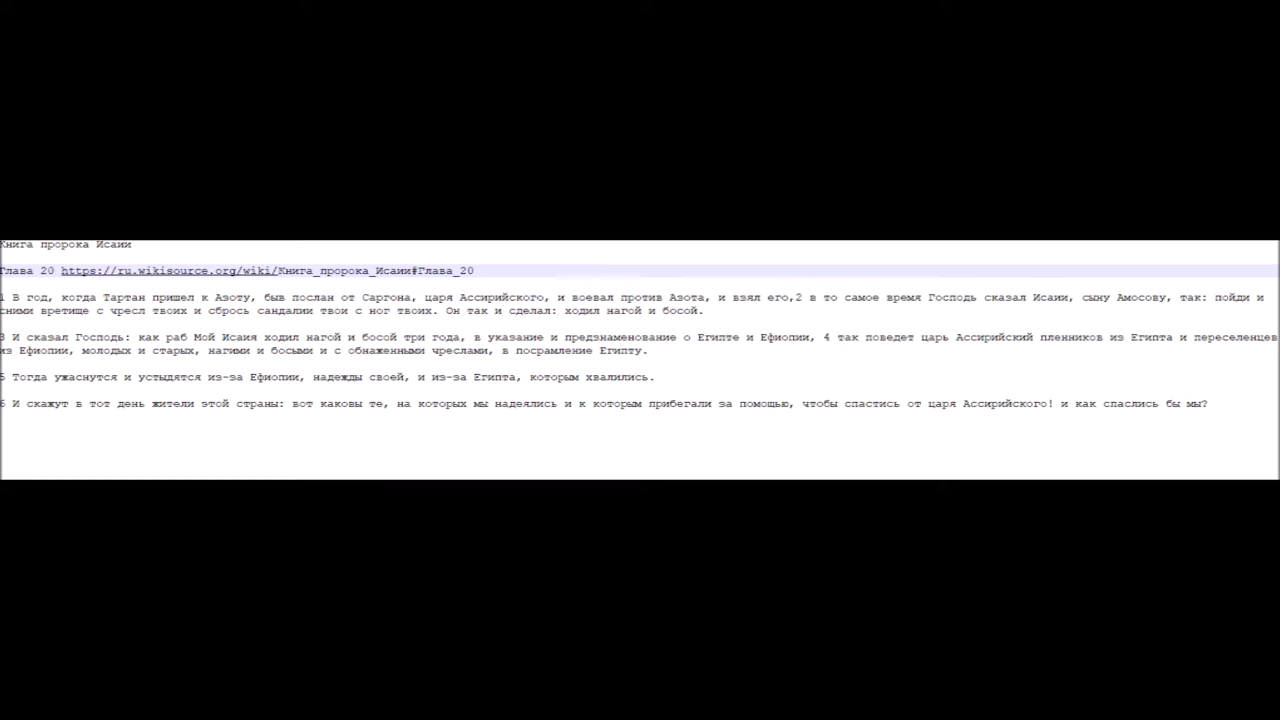 Книга пророка Исаии
Глава 20 https://ru.wikisource.org/wiki/Книга_пророка_Исаии#Глава_20
1 В год, когда Тартан пришел к Азоту, быв послан от Саргона, царя Ассирийского, и воевал против Азота, и взял его,2 в то самое время Господь сказал Исаии, сыну Амосову, так: пойди и
сними вретище с чресл твоих и сбрось сандалии твои с ног твоих. Он так и сделал: ходил нагой и босой.
3 И сказал Господь: как раб Мой Исаия ходил нагой и босой три года, в указание и предзнаменование о Египте и Ефиопии, 4 так поведет царь Ассирийский пленников из Египта и переселенцев
из Ефиопии, молодых и старых, нагими и босыми и с обнаженными чреслами, в посрамление Египту.
5 Тогда ужаснутся и устыдятся из-за Ефиопии, надежды своей, и из-за Египта, которым хвалились.
6 И скажут в тот день жители этой страны: вот каковы те, на которых мы надеялись и к которым прибегали за помощью, чтобы спастись от царя Ассирийского! и как спаслись бы мы?